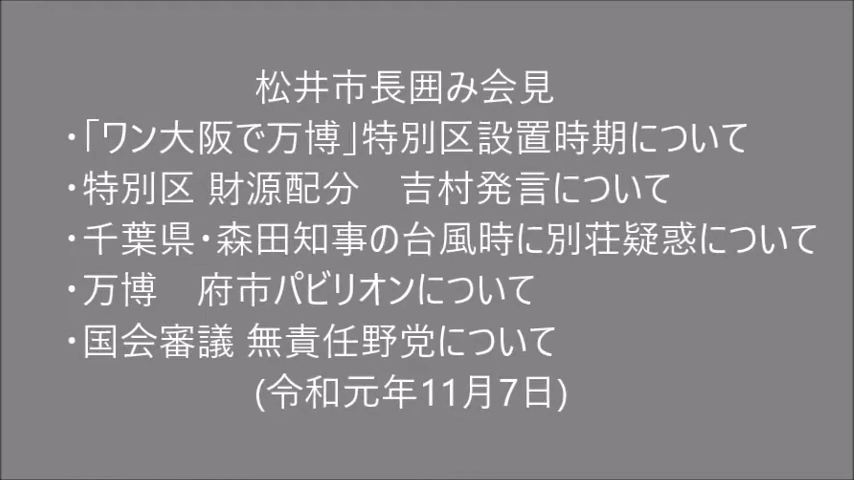 松井市長囲み会見
・「ワン大阪で万博」特別区設置時期について
・特別区 財源配分　吉村発言について
・千葉県・森田知事の台風時に別荘疑惑について
・万博　府市パビリオンについて
・国会審議 無責任野党について
(令和元年11月7日)